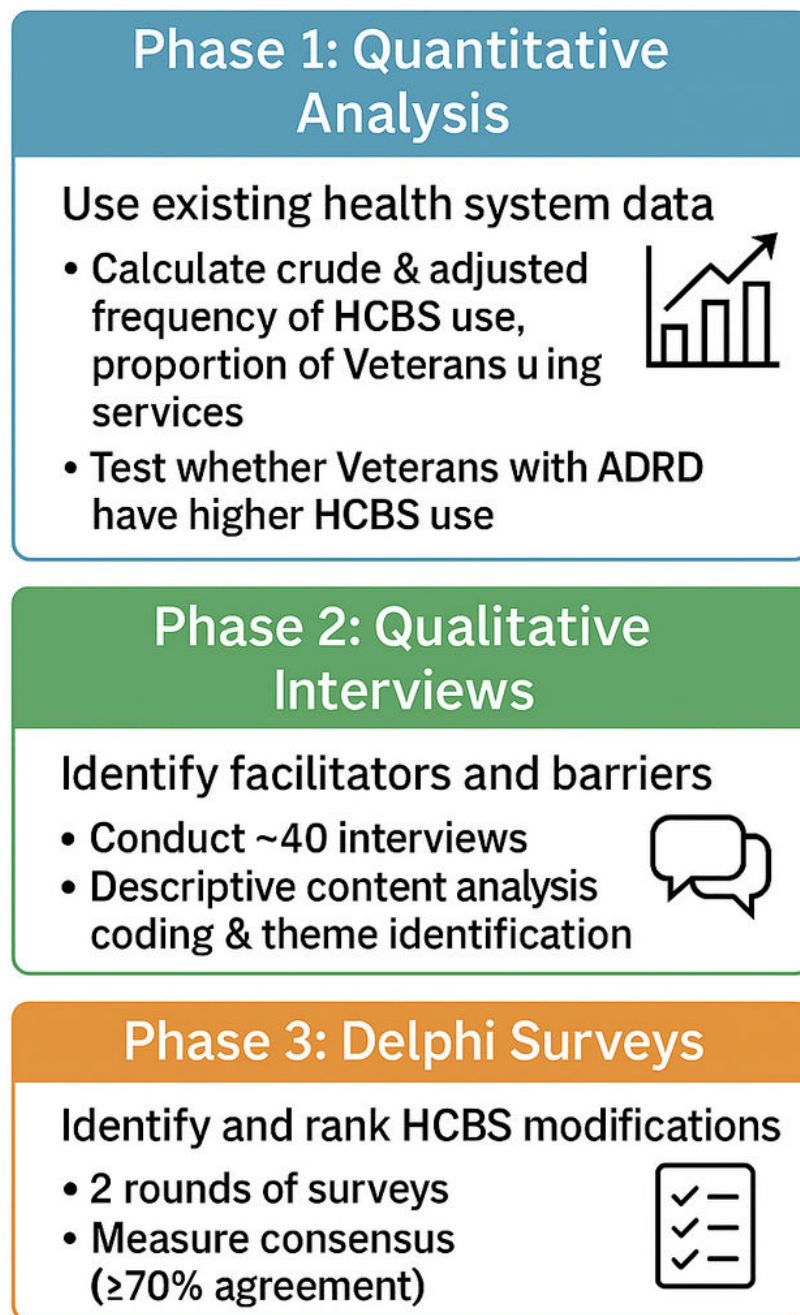 Phase 1: Quantitative
Analysis
Use existing health system data
• Calculate crude & adjusted
frequency of HCBS use,
proportion of Veterans u ing
services
• Test whether Veterans with ADRD
have higher HCBS use
Phase 2: Qualitative
Interviews
Identify facilitators and barriers
• Conduct ~40 interviews
• Descriptive content analysis
coding & theme identification
Phase 3: Delphi Surveys
Identify and rank HCBS modifications
• 2 rounds of surveys
• Measure consensus
(≥70% agreement)